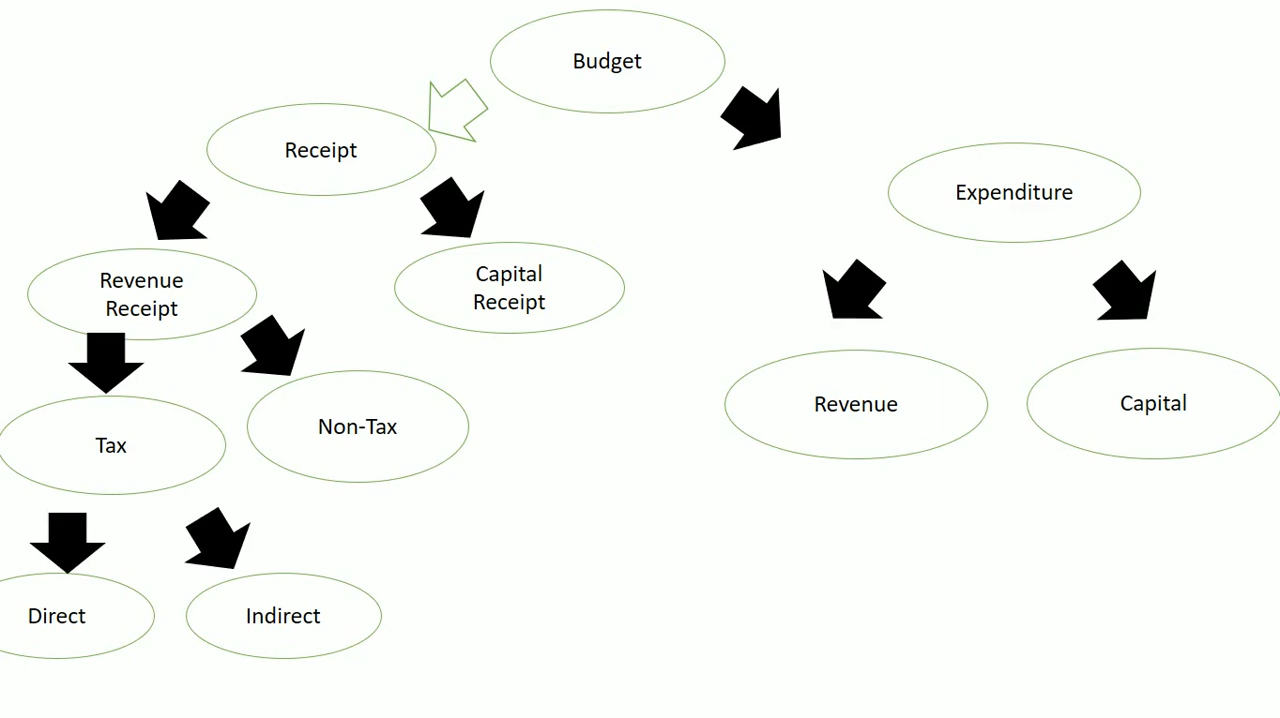 Budget
Receipt
Expenditure
Revenue
Receipt
Capital
Receipt
Revenue
Capital
Tax
Non-Tax
Direct
Indirect